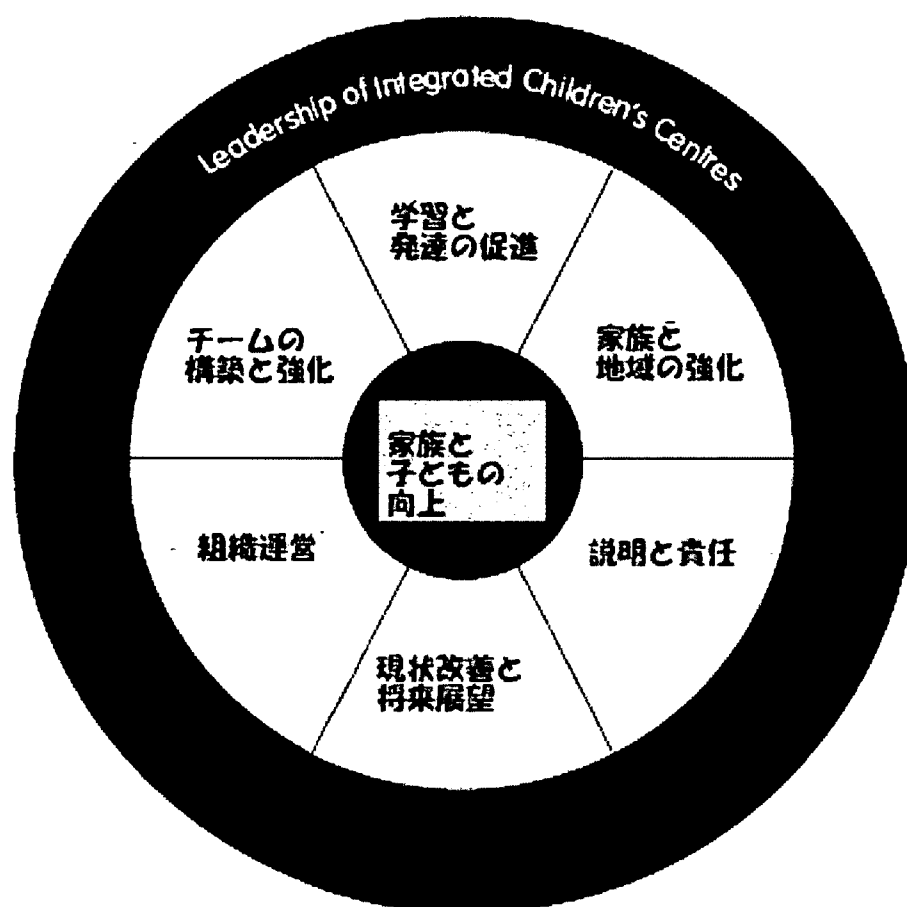 Leadership of Integrated Children's Centres
学習と
発達の促進
チームの
構築と強化
家族と
地域の強化
家族と
子どもの
向上
組織運営
説明と責任
現状改善と
将来展望